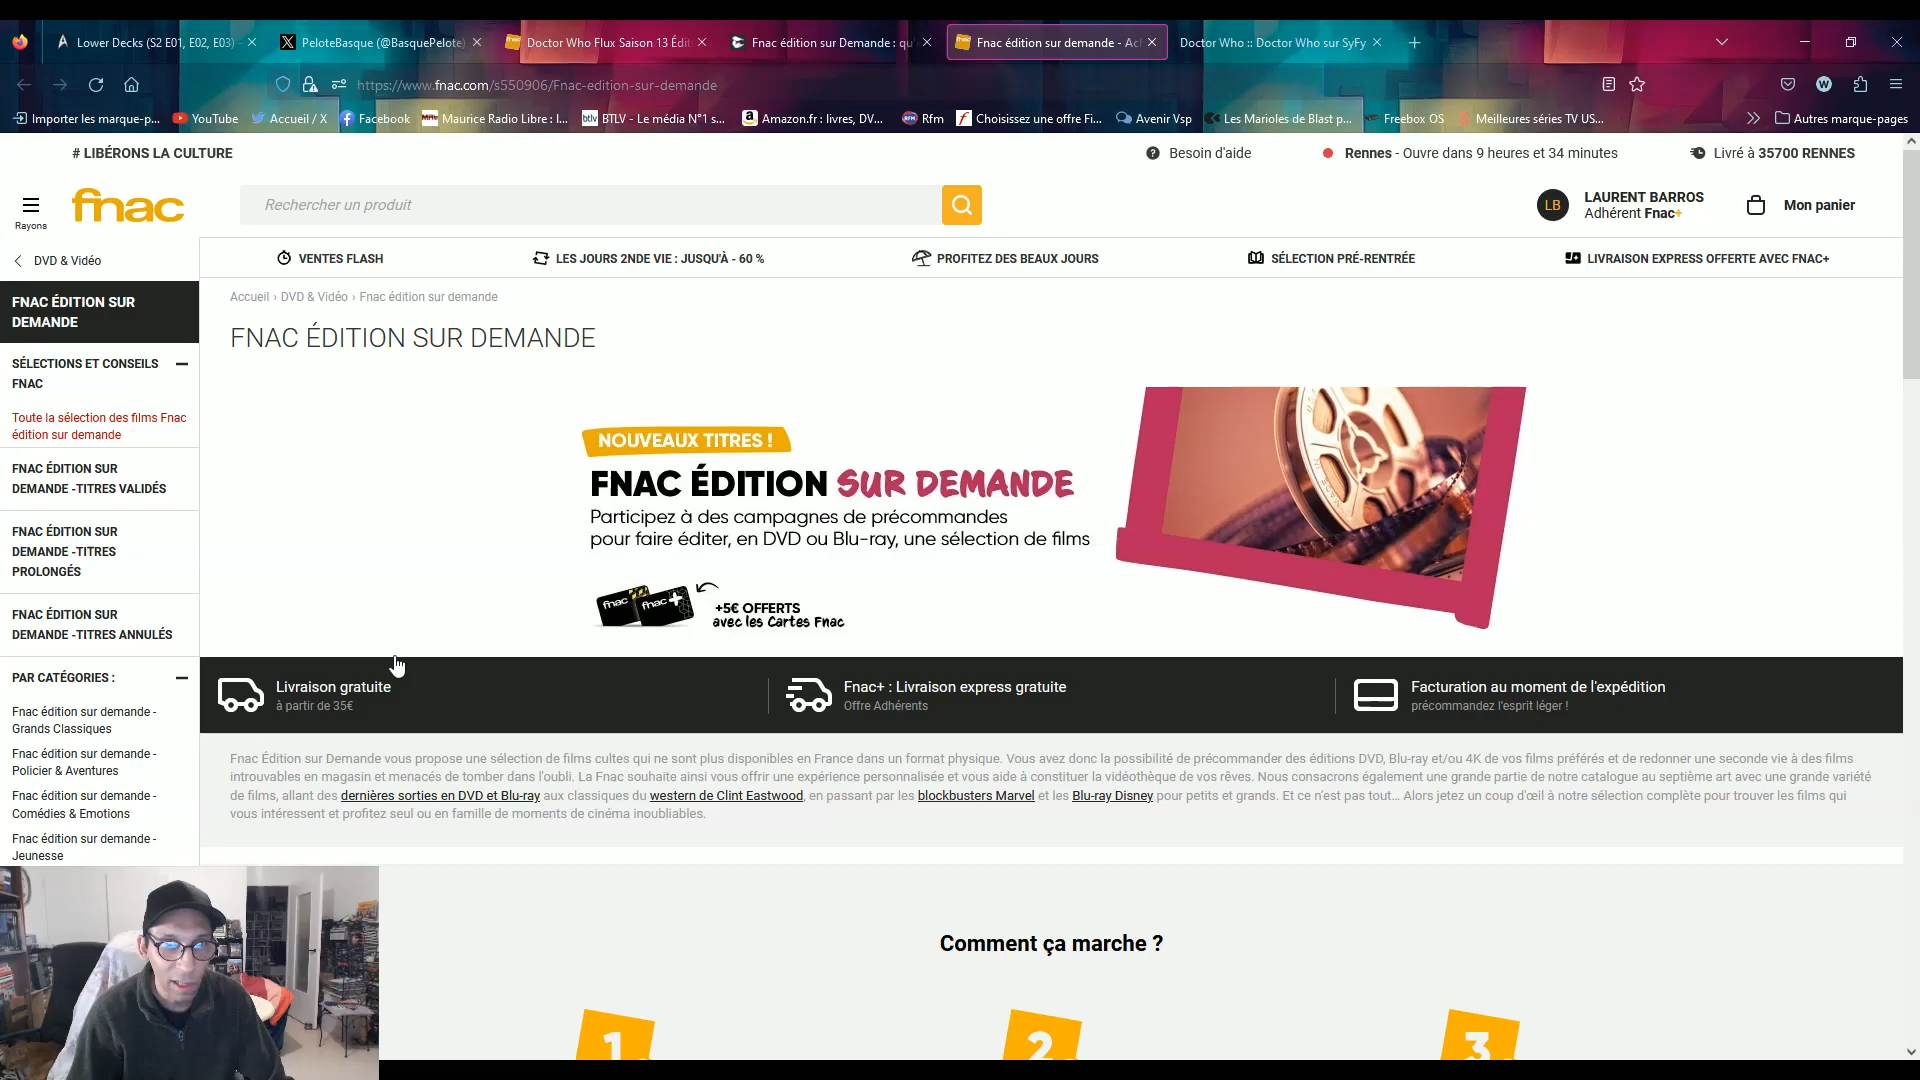 Lower Decks (S2 E01, E02, E03)
PeloteBasque (@BasquePelote)
Doctor Who Flux Saison 13 Édit
Fnac édition sur Demande : qu'
Fnac édition sur demande - Ac
Doctor Who :: Doctor Who sur SyFy
https://www.fnac.com/s550906/Fnac-edition-sur-demande
Importer les marque-p...
YouTube
Accueil / X
Facebook
Maurice Radio Libre : l...
BTLV - Le média N°1 s...
Amazon.fr : livres, DV...
Rfm
Choisissez une offre Fi...
Avenir Vsp
Les Marioles de Blast p...
Freebox OS
Meilleures séries TV US...
Autres marque-pages
# LIBÉRONS LA CULTURE
Besoin d'aide
Rennes - Ouvre dans 9 heures et 34 minutes
Livré à 35700 RENNES
Rayons
fnac
Rechercher un produit
LB
LAURENT BARROS
Adhérent Fnac+
Mon panier
DVD & Vidéo
VENTES FLASH
LES JOURS 2NDE VIE : JUSQU'À - 60 %
PROFITEZ DES BEAUX JOURS
SÉLECTION PRÉ-RENTRÉE
LIVRAISON EXPRESS OFFERTE AVEC FNAC+
FNAC ÉDITION SUR
DEMANDE
SÉLECTIONS ET CONSEILS
FNAC
Toute la sélection des films Fnac
édition sur demande
FNAC ÉDITION SUR
DEMANDE -TITRES VALIDÉS
FNAC ÉDITION SUR
DEMANDE -TITRES
PROLONGÉS
FNAC ÉDITION SUR
DEMANDE -TITRES ANNULÉS
PAR CATÉGORIES :
Fnac édition sur demande -
Grands Classiques
Fnac édition sur demande -
Policier & Aventures
Fnac édition sur demande -
Comédies & Emotions
Fnac édition sur demande -
Jeunesse
Accueil › DVD & Vidéo › Fnac édition sur demande
FNAC ÉDITION SUR DEMANDE
NOUVEAUX TITRES !
FNAC ÉDITION SUR DEMANDE
Participez à des campagnes de précommandes
pour faire éditer, en DVD ou Blu-ray, une sélection de films
fnac
fnac+
+5€ OFFERTS
avec les Cartes Fnac
Livraison gratuite
à partir de 35€
Fnac+ : Livraison express gratuite
Offre Adhérents
Facturation au moment de l'expédition
précommandez l'esprit léger !
Fnac Édition sur Demande vous propose une sélection de films cultes qui ne sont plus disponibles en France dans un format physique. Vous avez donc la possibilité de précommander des éditions DVD, Blu-ray et/ou 4K de vos films préférés et de redonner une seconde vie à des films
introuvables en magasin et menacés de tomber dans l'oubli. La Fnac souhaite ainsi vous offrir une expérience personnalisée et vous aide à constituer la vidéothèque de vos rêves. Nous consacrons également une grande partie de notre catalogue au septième art avec une grande variété
de films, allant des dernières sorties en DVD et Blu-ray aux classiques du western de Clint Eastwood, en passant par les blockbusters Marvel et les Blu-ray Disney pour petits et grands. Et ce n'est pas tout... Alors jetez un coup d'œil à notre sélection complète pour trouver les films qui
vous intéressent et profitez seul ou en famille de moments de cinéma inoubliables.
Comment ça marche ?
1.
2.
3.